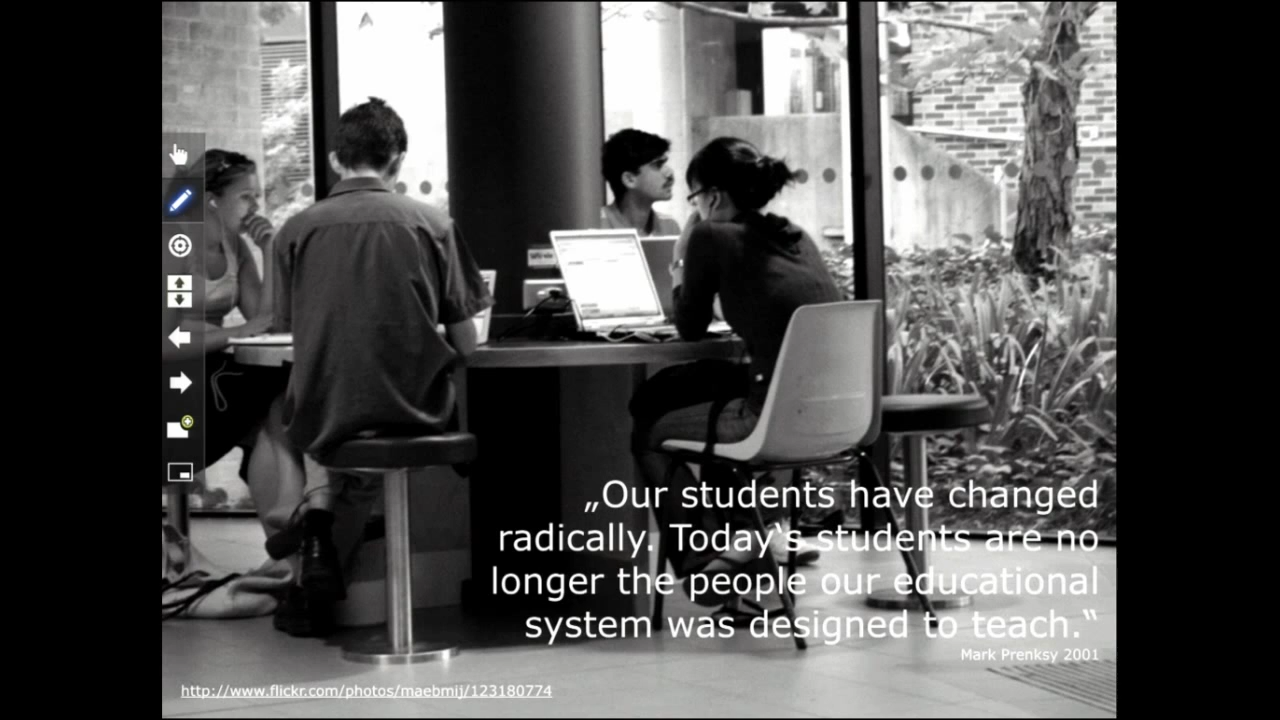 „Our students have changed
radically. Today‘s students are no
longer the people our educational
system was designed to teach.“
Mark Prenksy 2001
http://www.flickr.com/photos/maebmij/123180774